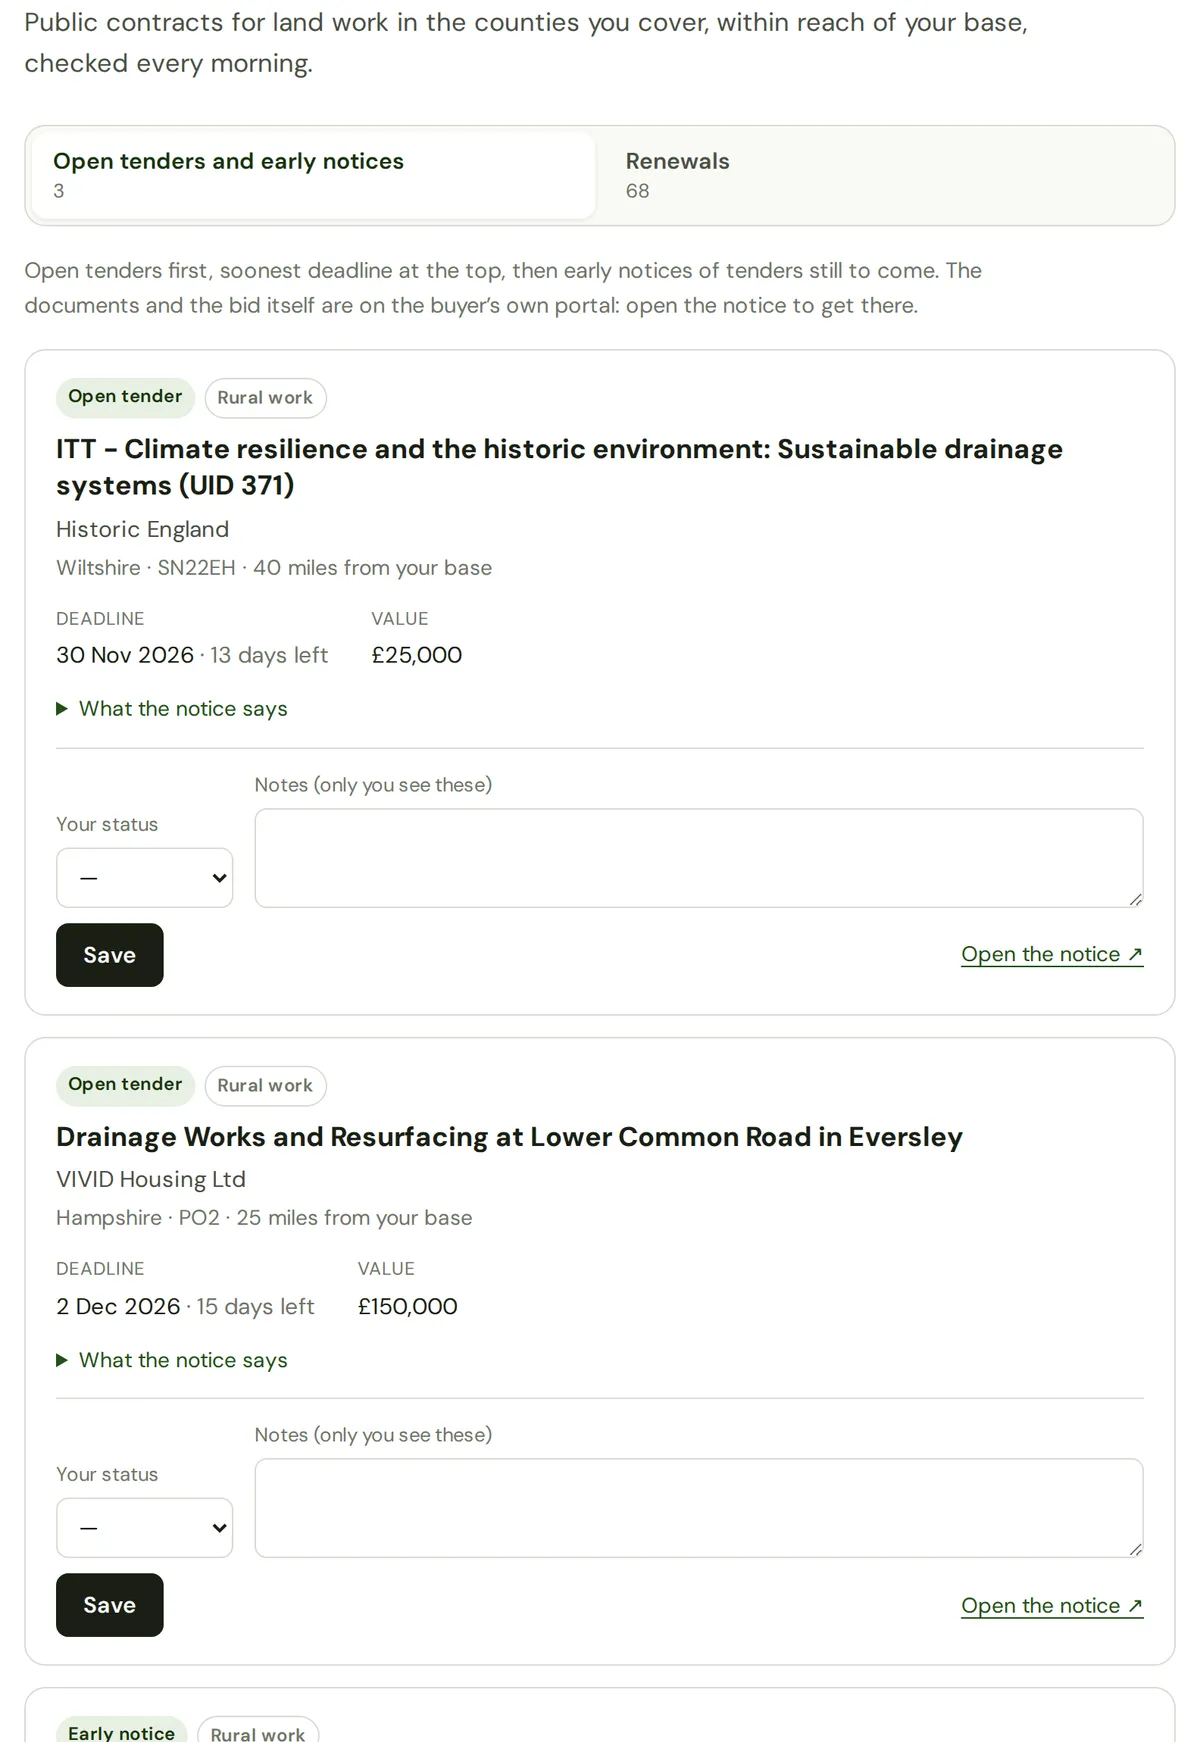 Public contracts for land work in the counties you cover, within reach of your base,
checked every morning.
Open tenders and early notices
3
Renewals
68
Open tenders first, soonest deadline at the top, then early notices of tenders still to come. The
documents and the bid itself are on the buyer’s own portal: open the notice to get there.
Open tender Rural work
ITT – Climate resilience and the historic environment: Sustainable drainage
systems (UID 371)
Historic England
Wiltshire · SN22EH · 40 miles from your base
DEADLINE VALUE
30 Nov 2026 · 13 days left £25,000
What the notice says
Notes (only you see these)
Your status
—
Save
Open the notice ↗
Open tender Rural work
Drainage Works and Resurfacing at Lower Common Road in Eversley
VIVID Housing Ltd
Hampshire · PO2 · 25 miles from your base
DEADLINE VALUE
2 Dec 2026 · 15 days left £150,000
What the notice says
Notes (only you see these)
Your status
—
Save
Open the notice ↗
Early notice Rural work